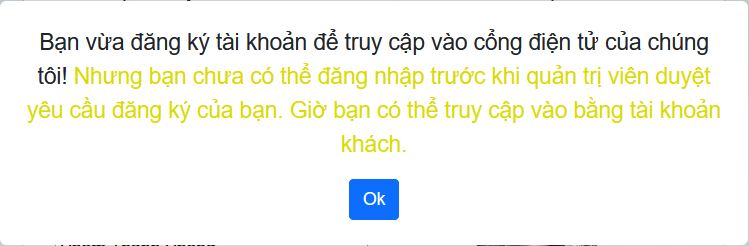 Bạn vừa đăng ký tài khoản để truy cập vào cổng điện tử của chúng
tôi! Nhưng bạn chưa có thể đăng nhập trước khi quản trị viên duyệt
yêu cầu đăng ký của bạn. Giờ bạn có thể truy cập vào bằng tài khoản
khách.
Ok